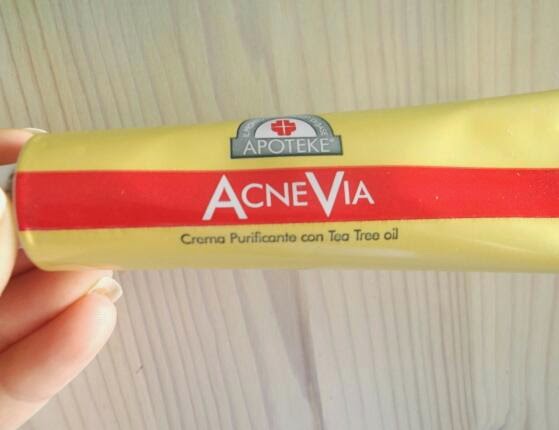 APOTEKE®
ACNEVIA
Crema Purificante con Tea Tree oil